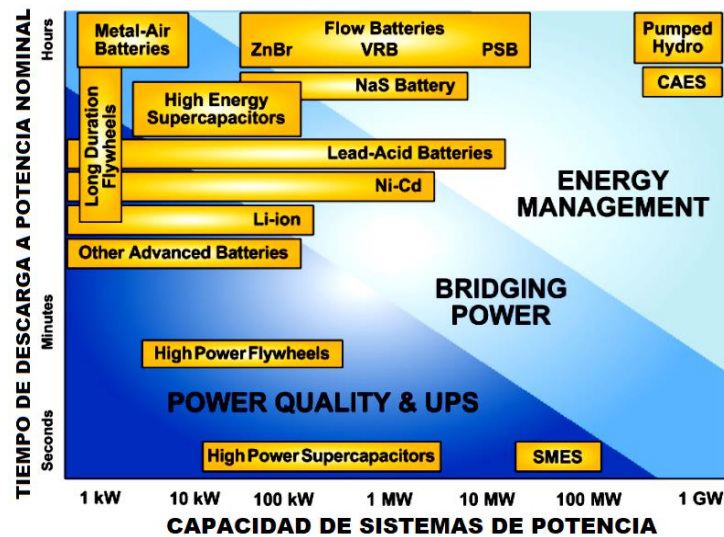 TIEMPO DE DESCARGA A POTENCIA NOMINAL
Hours
Minutes
Seconds
Metal-Air
Batteries
Flow Batteries
ZnBr VRB PSB
Pumped
Hydro
NaS Battery
CAES
High Energy
Supercapacitors
Long Duration
Flywheels
Lead-Acid Batteries
Ni-Cd
Li-ion
Other Advanced Batteries
ENERGY
MANAGEMENT
BRIDGING
POWER
High Power Flywheels
POWER QUALITY & UPS
High Power Supercapacitors
SMES
1 kW 10 kW 100 kW 1 MW 10 MW 100 MW 1 GW
CAPACIDAD DE SISTEMAS DE POTENCIA